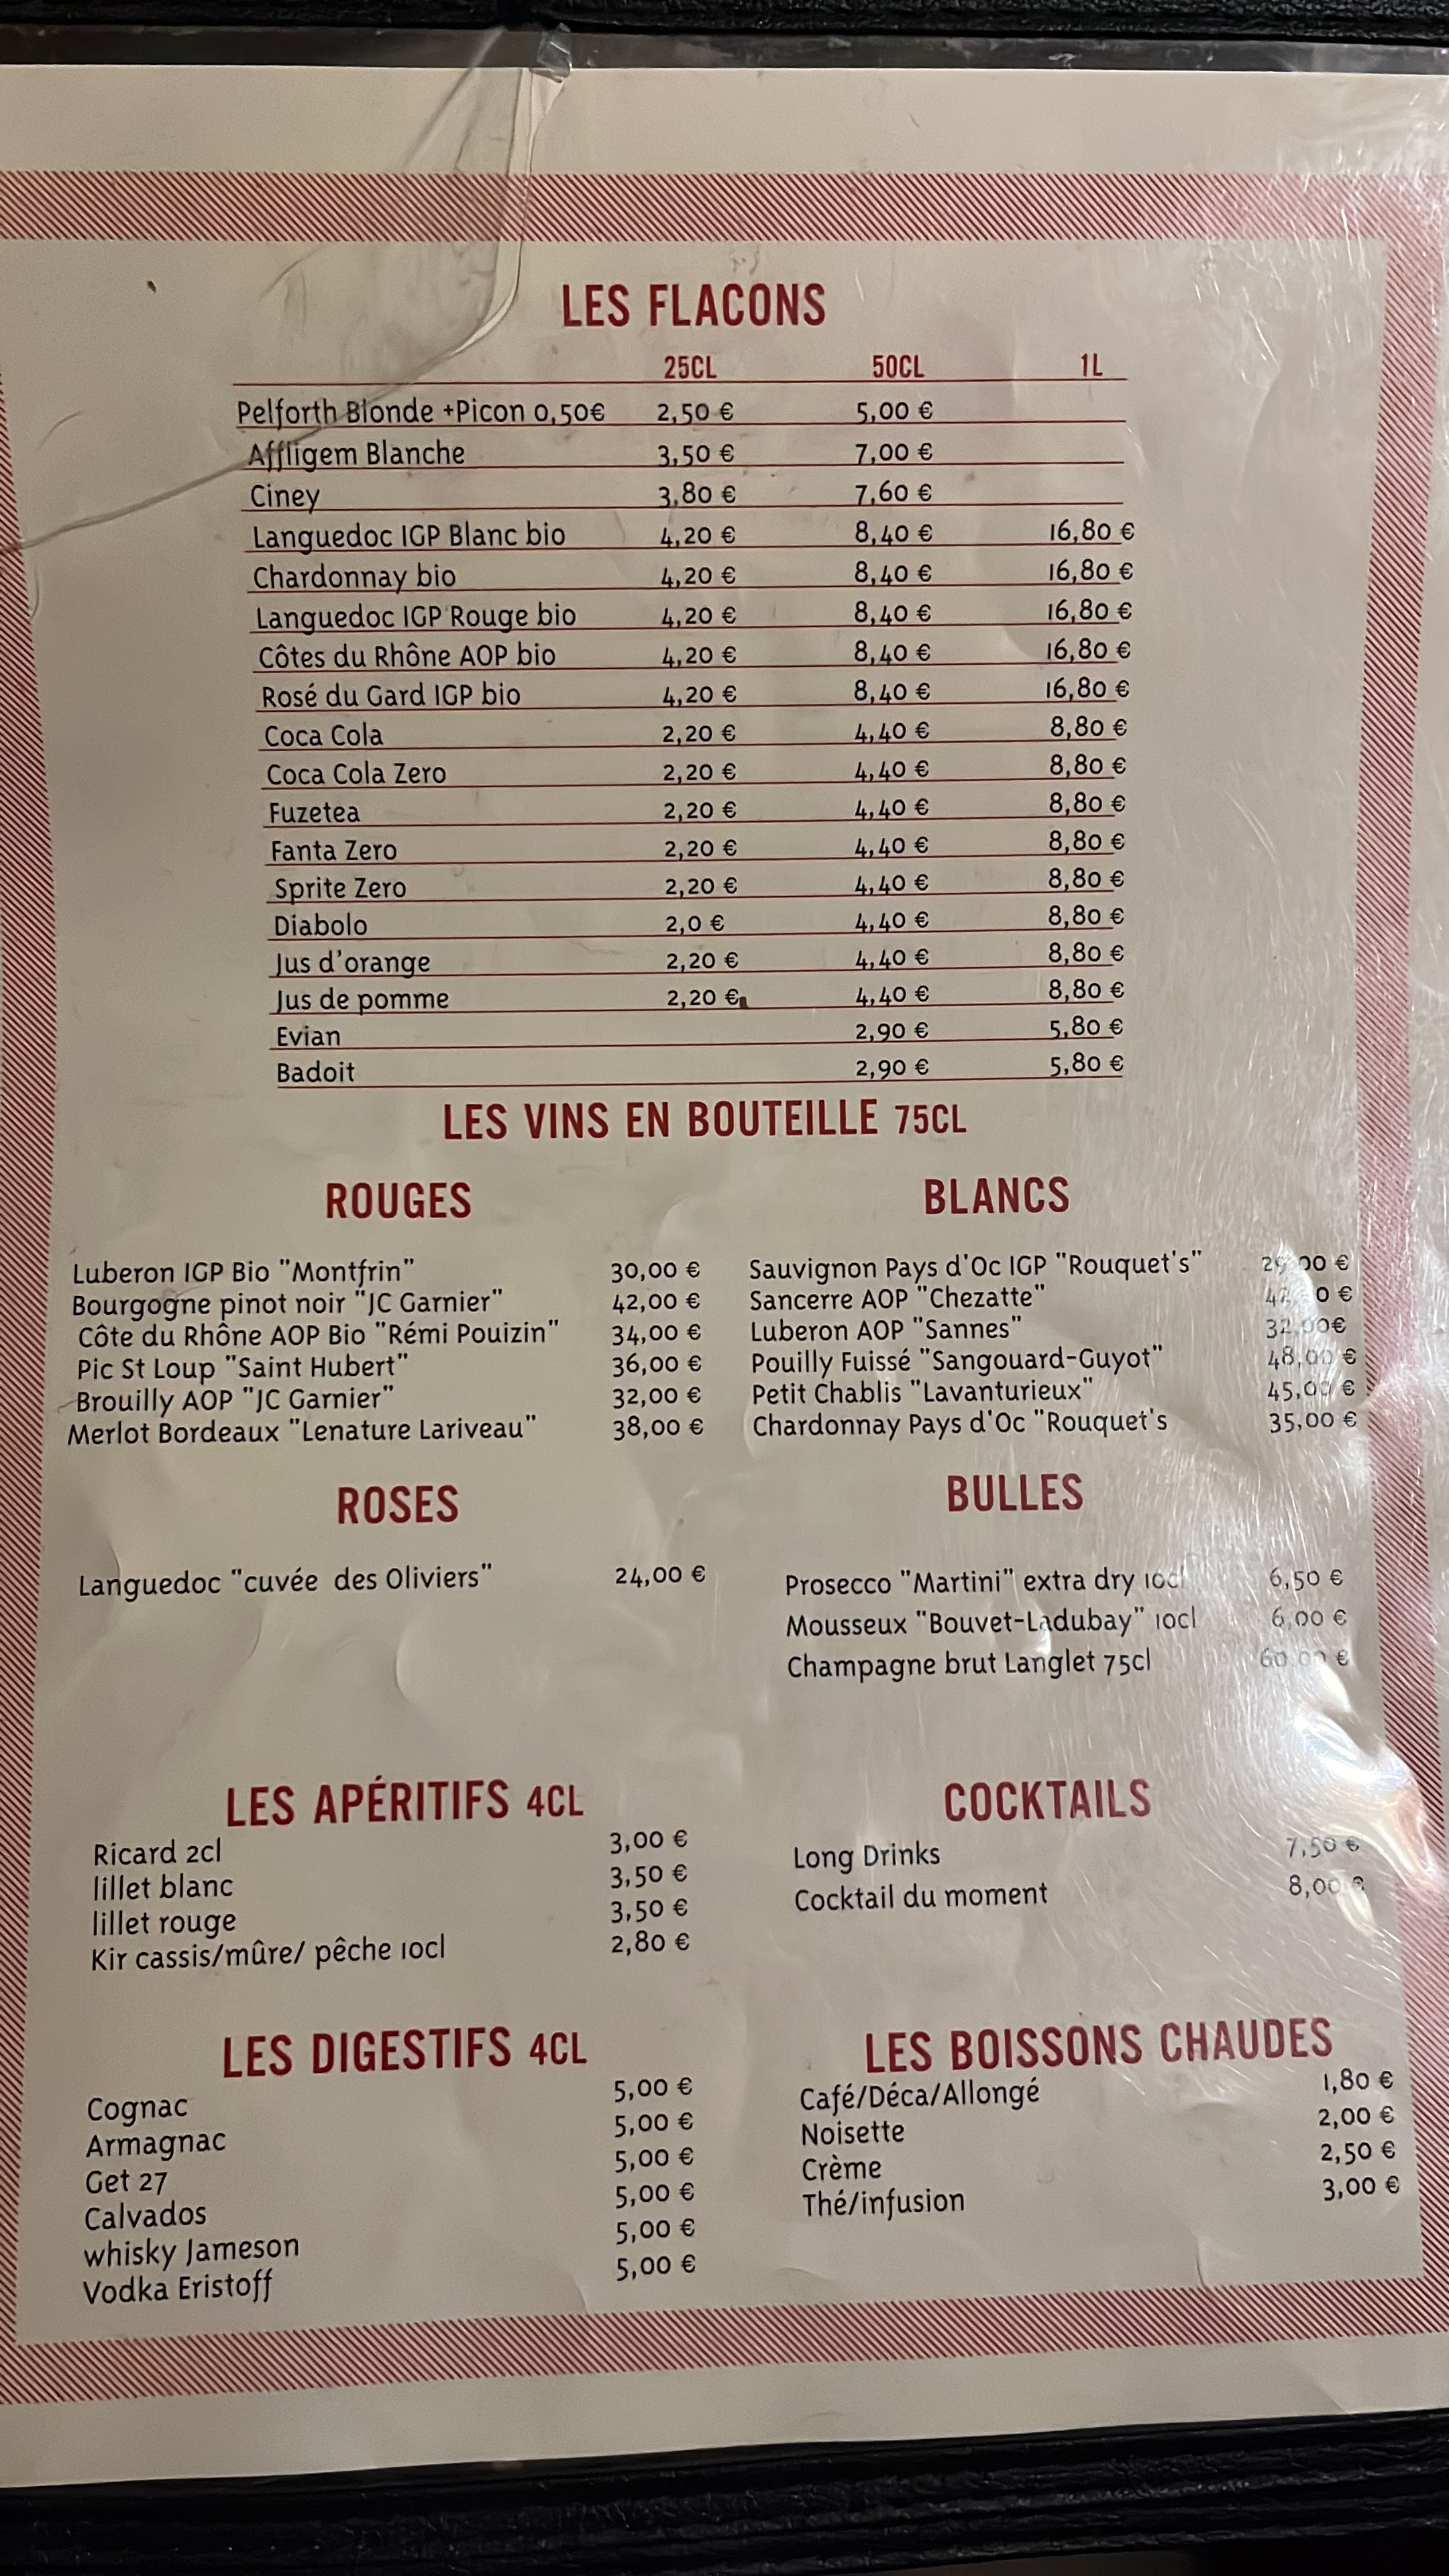 LES FLACONS
25CL 50CL 1L
Pelforth Blonde +Picon 0,50€ 2,50 € 5,00 €
Affligem Blanche 3,50 € 7,00 €
Ciney 3,80 € 7,60 €
Languedoc IGP Blanc bio 4,20 € 8,40 € 16,80 €
Chardonnay bio 4,20 € 8,40 € 16,80 €
Languedoc IGP Rouge bio 4,20 € 8,40 € 16,80 €
Côtes du Rhône AOP bio 4,20 € 8,40 € 16,80 €
Rosé du Gard IGP bio 4,20 € 8,40 € 16,80 €
Coca Cola 2,20 € 4,40 € 8,80 €
Coca Cola Zero 2,20 € 4,40 € 8,80 €
Fuzetea 2,20 € 4,40 € 8,80 €
Fanta Zero 2,20 € 4,40 € 8,80 €
Sprite Zero 2,20 € 4,40 € 8,80 €
Diabolo 2,0 € 4,40 € 8,80 €
Jus d'orange 2,20 € 4,40 € 8,80 €
Jus de pomme 2,20 € 4,40 € 8,80 €
Evian 2,90 € 5,80 €
Badoit 2,90 € 5,80 €
LES VINS EN BOUTEILLE 75CL
ROUGES
Luberon IGP Bio "Montfrin" 30,00 €
Bourgogne pinot noir "JC Garnier" 42,00 €
Côte du Rhône AOP Bio "Rémi Pouizin" 34,00 €
Pic St Loup "Saint Hubert" 36,00 €
Brouilly AOP "JC Garnier" 32,00 €
Merlot Bordeaux "Lenature Lariveau" 38,00 €
BLANCS
Sauvignon Pays d'Oc IGP "Rouquet's" €
Sancerre AOP "Chezatte" €
Luberon AOP "Sannes" 32,00€
Pouilly Fuissé "Sangouard-Guyot" 48,00 €
Petit Chablis "Lavanturieux" 45,00 €
Chardonnay Pays d'Oc "Rouquet's 35,00 €
ROSES
Languedoc "cuvée des Oliviers" 24,00 €
BULLES
Prosecco "Martini" extra dry 10cl 6,50 €
Mousseux "Bouvet-Ladubay" 10cl 6,00 €
Champagne brut Langlet 75cl 60,00 €
LES APÉRITIFS 4CL
Ricard 2cl 3,00 €
lillet blanc 3,50 €
lillet rouge 3,50 €
Kir cassis/mûre/ pêche 10cl 2,80 €
COCKTAILS
Long Drinks 7,50 €
Cocktail du moment 8,00 €
LES DIGESTIFS 4CL
Cognac 5,00 €
Armagnac 5,00 €
Get 27 5,00 €
Calvados 5,00 €
whisky Jameson 5,00 €
Vodka Eristoff 5,00 €
LES BOISSONS CHAUDES
Café/Déca/Allongé 1,80 €
Noisette 2,00 €
Crème 2,50 €
Thé/infusion 3,00 €